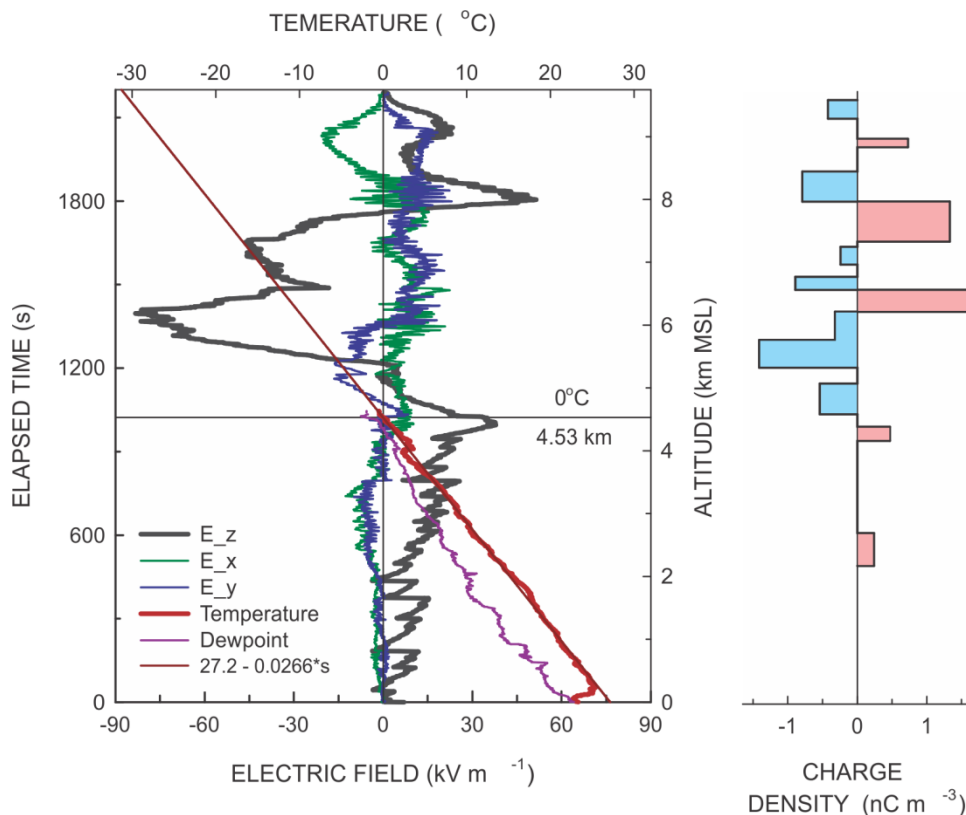 TEMERATURE ( °C)
-30 -20 -10 0 10 20 30
1800
1200
600
0
ELAPSED TIME (s)
0°C
4.53 km
E_z
E_x
E_y
Temperature
Dewpoint
27.2 - 0.0266*s
-90 -60 -30 0 30 60 90
ELECTRIC FIELD (kV m -1)
8
6
4
2
0
ALTITUDE (km MSL)
-1 0 1
CHARGE
DENSITY (nC m -3)